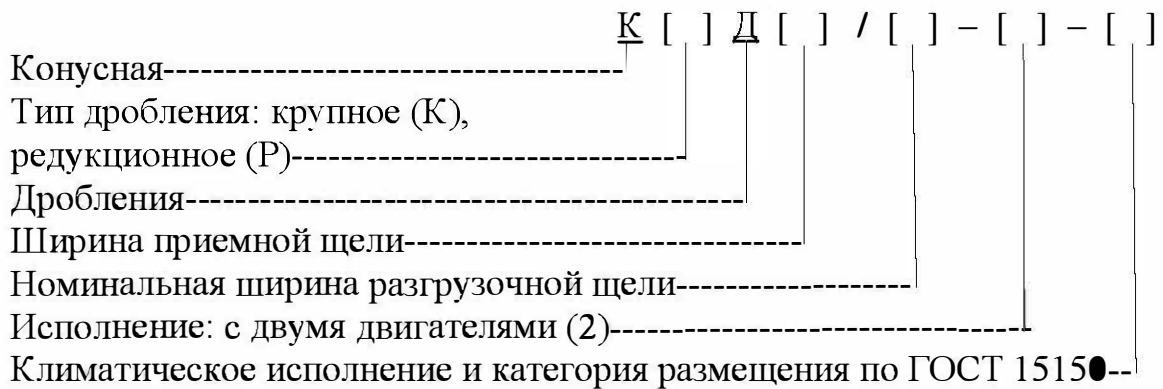 К [ ] Д [ ] / [ ] – [ ] – [ ]
Конусная
Тип дробления: крупное (К),
редукционное (Р)
Дробления
Ширина приемной щели
Номинальная ширина разгрузочной щели
Исполнение: с двумя двигателями (2)
Климатическое исполнение и категория размещения по ГОСТ 15150